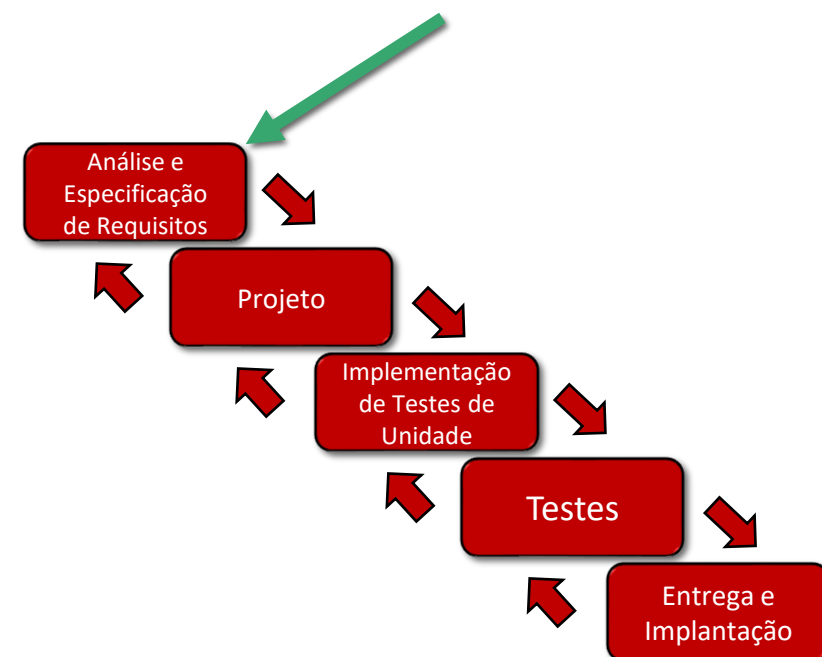 Análise e
Especificação
de Requisitos
Projeto
Implementação
de Testes de
Unidade
Testes
Entrega e
Implantação